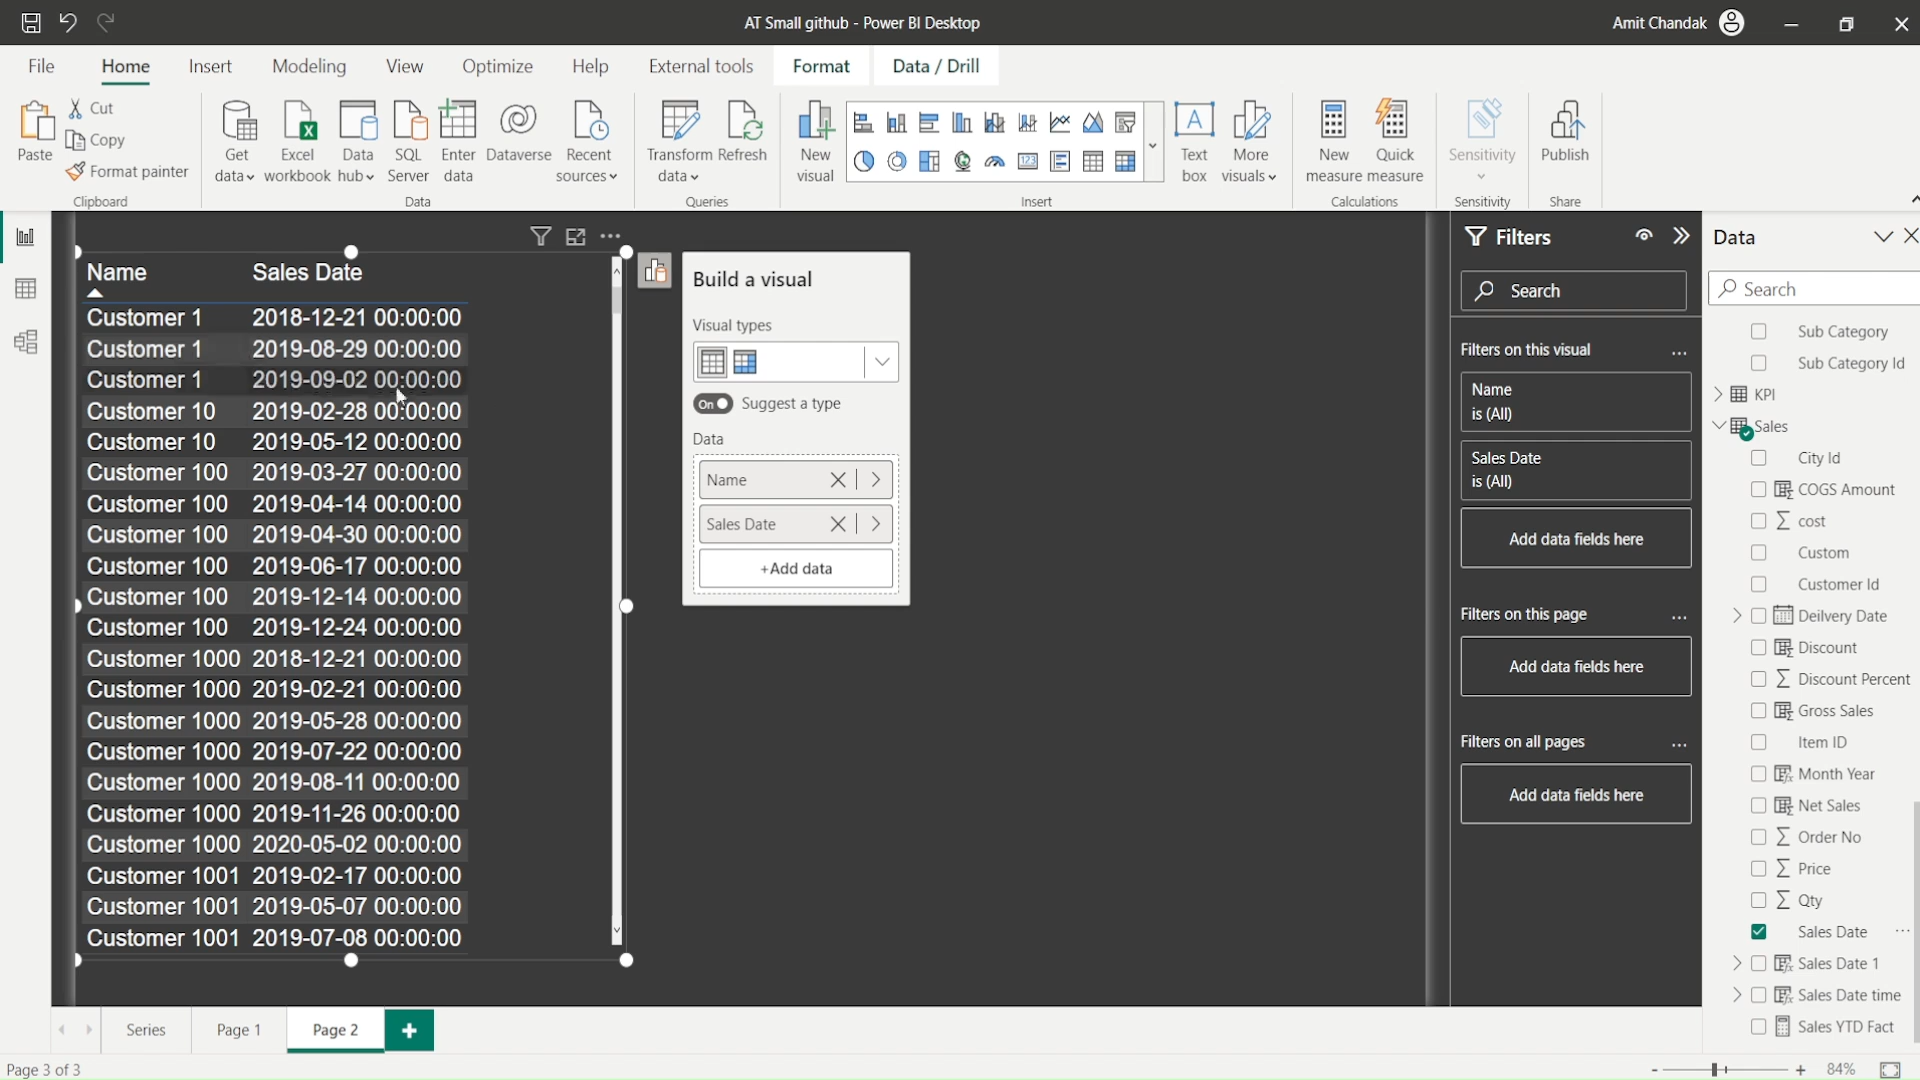 AT Small github - Power BI Desktop
Amit Chandak
File
Home
Insert
Modeling
View
Optimize
Help
External tools
Format
Data / Drill
Paste
Cut
Copy
Format painter
Clipboard
Get
data
Excel
workbook
Data
hub
SQL
Server
Enter
data
Dataverse
Recent
sources
Data
Transform
data
Refresh
Queries
New
visual
123
A
Text
box
More
visuals
Insert
New
measure
Quick
measure
Calculations
Sensitivity
Sensitivity
Publish
Share
Name Sales Date
Customer 1 2018-12-21 00:00:00
Customer 1 2019-08-29 00:00:00
Customer 1 2019-09-02 00:00:00
Customer 10 2019-02-28 00:00:00
Customer 10 2019-05-12 00:00:00
Customer 100 2019-03-27 00:00:00
Customer 100 2019-04-14 00:00:00
Customer 100 2019-04-30 00:00:00
Customer 100 2019-06-17 00:00:00
Customer 100 2019-12-14 00:00:00
Customer 100 2019-12-24 00:00:00
Customer 1000 2018-12-21 00:00:00
Customer 1000 2019-02-21 00:00:00
Customer 1000 2019-05-28 00:00:00
Customer 1000 2019-07-22 00:00:00
Customer 1000 2019-08-11 00:00:00
Customer 1000 2019-11-26 00:00:00
Customer 1000 2020-05-02 00:00:00
Customer 1001 2019-02-17 00:00:00
Customer 1001 2019-05-07 00:00:00
Customer 1001 2019-07-08 00:00:00
Build a visual
Visual types
On Suggest a type
Data
Name
Sales Date
+Add data
Filters
Search
Filters on this visual ...
Name
is (All)
Sales Date
is (All)
Add data fields here
Filters on this page ...
Add data fields here
Filters on all pages ...
Add data fields here
Data
Search
Sub Category
Sub Category Id
KPI
Sales
City Id
COGS Amount
∑ cost
Custom
Customer Id
Deilvery Date
Discount
∑ Discount Percent
Gross Sales
Item ID
Month Year
Net Sales
∑ Order No
∑ Price
∑ Qty
Sales Date ...
Sales Date 1
Sales Date time
Sales YTD Fact
Series
Page 1
Page 2
+
Page 3 of 3
- + 84%